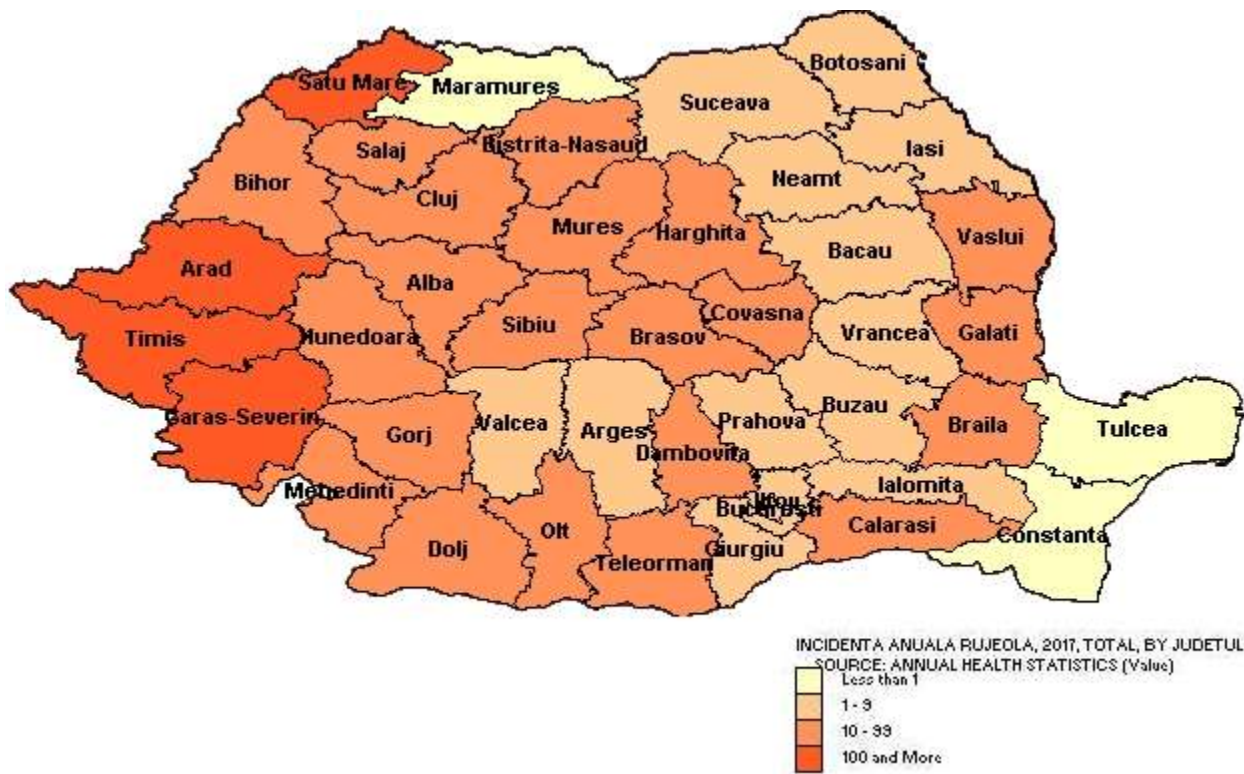 Botosani
Satu Mare
Maramures
Suceava
Bistrita-Nasaud
Salaj
Iasi
Bihor
Cluj
Neamt
Mures
Harghita
Vaslui
Bacau
Arad
Alba
Covasna
Timis
Hunedoara
Sibiu
Brasov
Vrancea
Galati
Caras-Severin
Valcea
Arges
Prahova
Buzau
Braila
Tulcea
Gorj
Dambovita
Mehedinti
Ialomita
Ilfov
Bucuresti
Calarasi
Constanta
Dolj
Olt
Teleorman
Giurgiu
INCIDENTA ANUALA RUJEOLA, 2017, TOTAL, BY JUDETUL
SOURCE: ANNUAL HEALTH STATISTICS (Value)
Less than 1
1 - 9
10 - 99
100 and More